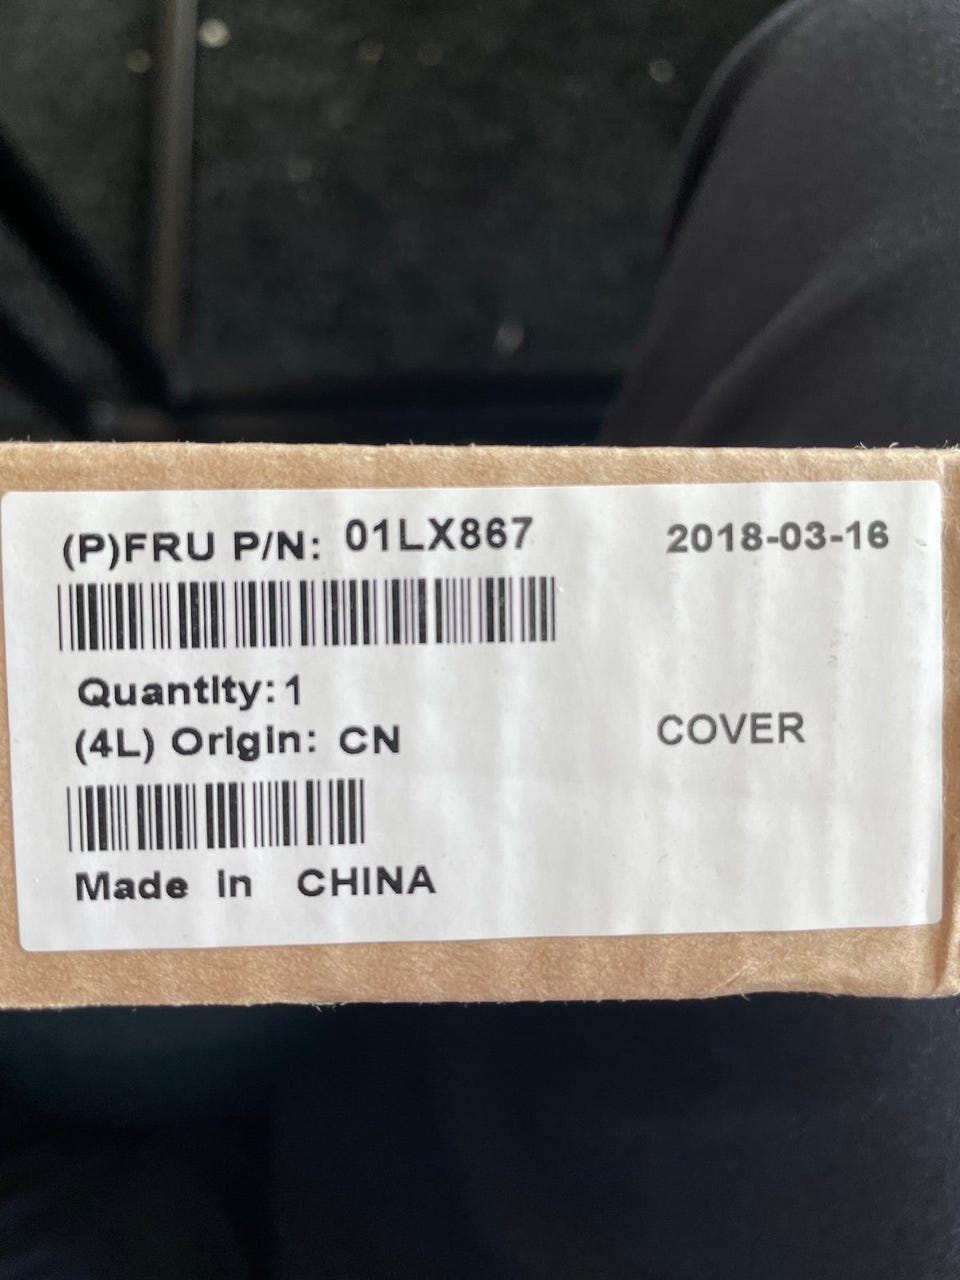 (P)FRU P/N: 01LX867 2018-03-16
Quantity: 1
(4L) Origin: CN COVER
Made in CHINA